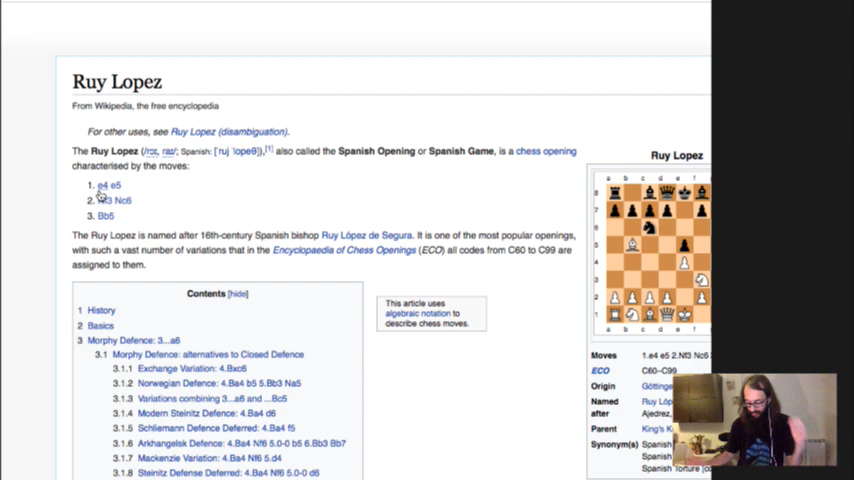 Ruy Lopez
From Wikipedia, the free encyclopedia
For other uses, see Ruy Lopez (disambiguation).
The Ruy Lopez (/rɔɪ, raɪ/; Spanish: [ˈruj ˈlopeθ]),[1] also called the Spanish Opening or Spanish Game, is a chess opening
characterised by the moves:
1. e4 e5
2. Nf3 Nc6
3. Bb5
The Ruy Lopez is named after 16th-century Spanish bishop Ruy López de Segura. It is one of the most popular openings,
with such a vast number of variations that in the Encyclopaedia of Chess Openings (ECO) all codes from C60 to C99 are
assigned to them.
Contents [hide]
1 History
2 Basics
3 Morphy Defence: 3...a6
3.1 Morphy Defence: alternatives to Closed Defence
3.1.1 Exchange Variation: 4.Bxc6
3.1.2 Norwegian Defence: 4.Ba4 b5 5.Bb3 Na5
3.1.3 Variations combining 3...a6 and ...Bc5
3.1.4 Modern Steinitz Defence: 4.Ba4 d6
3.1.5 Schliemann Defence Deferred: 4.Ba4 f5
3.1.6 Arkhangelsk Defence: 4.Ba4 Nf6 5.0-0 b5 6.Bb3 Bb7
3.1.7 Mackenzie Variation: 4.Ba4 Nf6 5.d4
3.1.8 Steinitz Defense Deferred: 4.Ba4 Nf6 5.0-0 d6
This article uses
algebraic notation to
describe chess moves.
Ruy Lopez
a b c d e f
8
7
6
5
4
3
2
1
a b c d e f
Moves 1.e4 e5 2.Nf3 Nc6
ECO C60–C99
Origin Götting
Named after Ruy Lóp
Ajedrez,
Parent King's K
Synonym(s) Spanish
Spanish
Spanish Torture [co